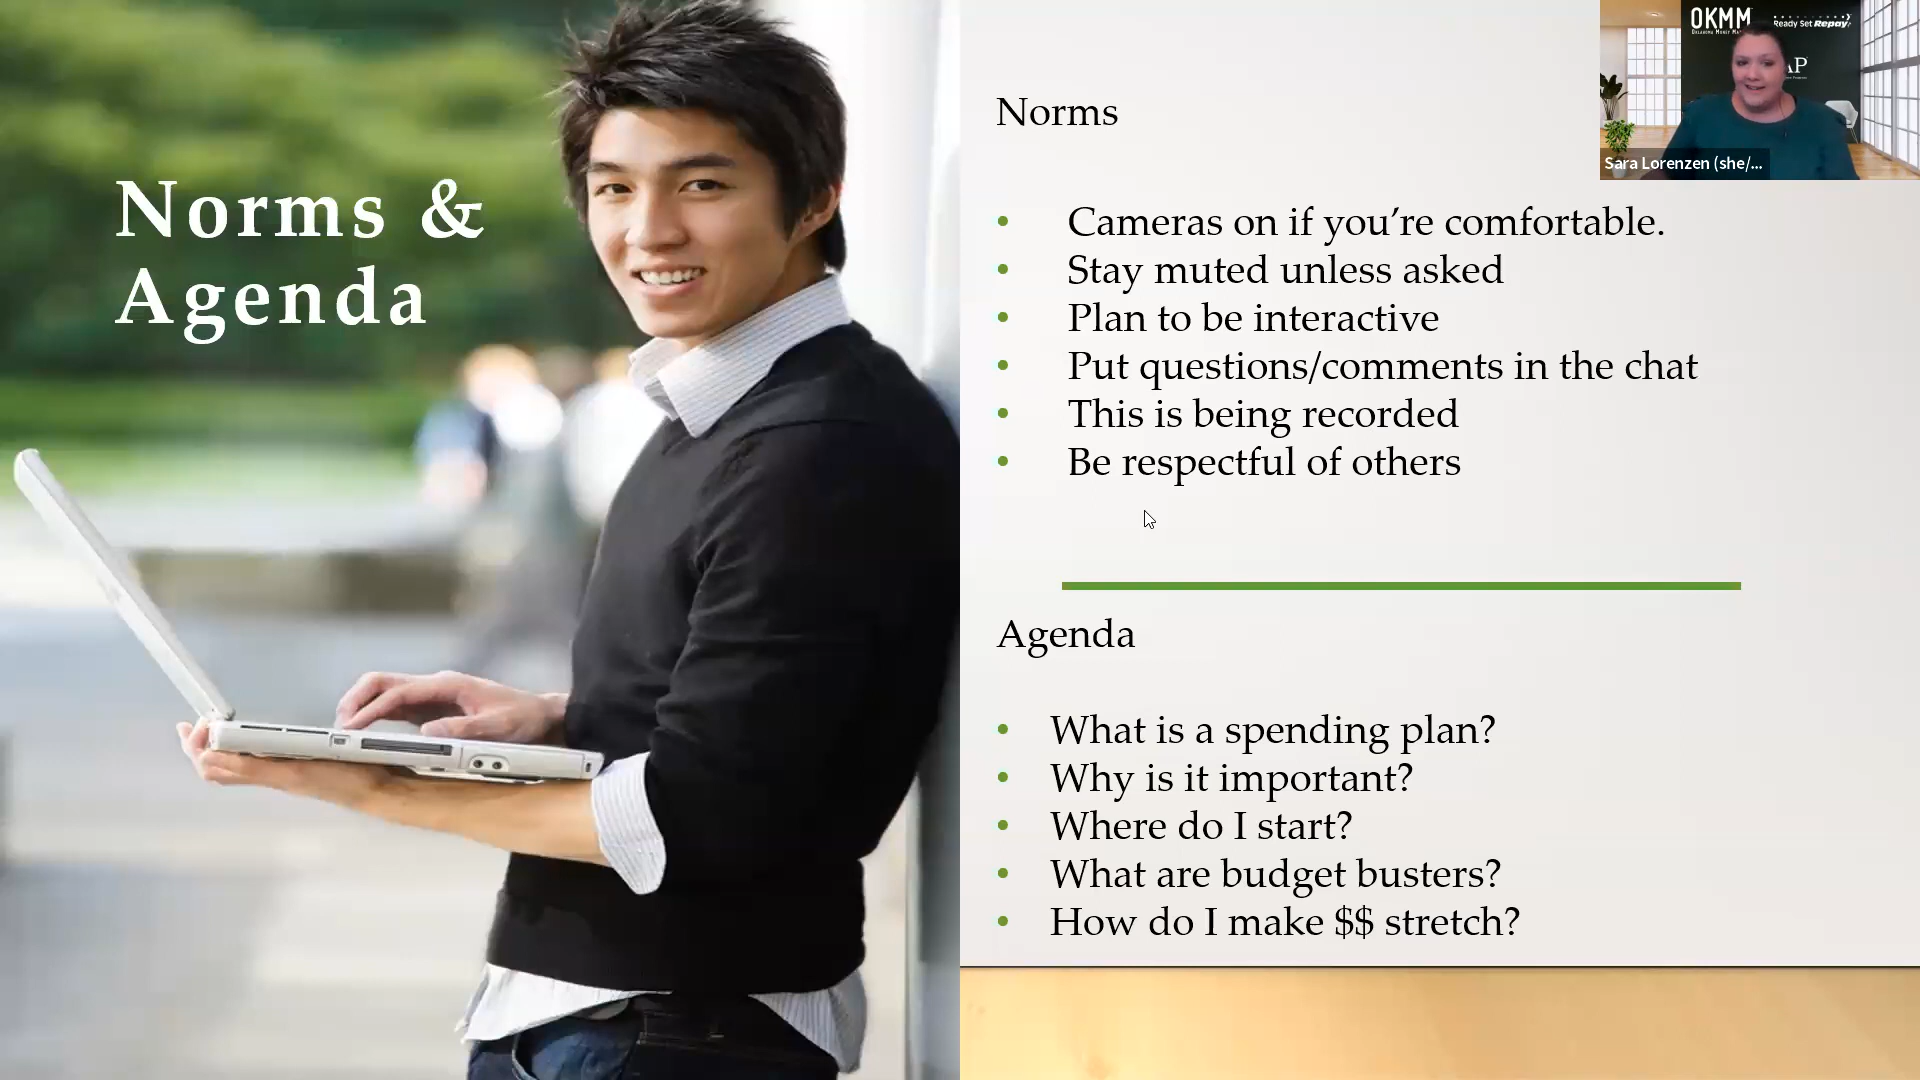 Norms &
Agenda
Norms
• Cameras on if you’re comfortable.
• Stay muted unless asked
• Plan to be interactive
• Put questions/comments in the chat
• This is being recorded
• Be respectful of others
Agenda
• What is a spending plan?
• Why is it important?
• Where do I start?
• What are budget busters?
• How do I make $$ stretch?
OKMM
Ready Set Repay
AP
Sara Lorenzen (she/...